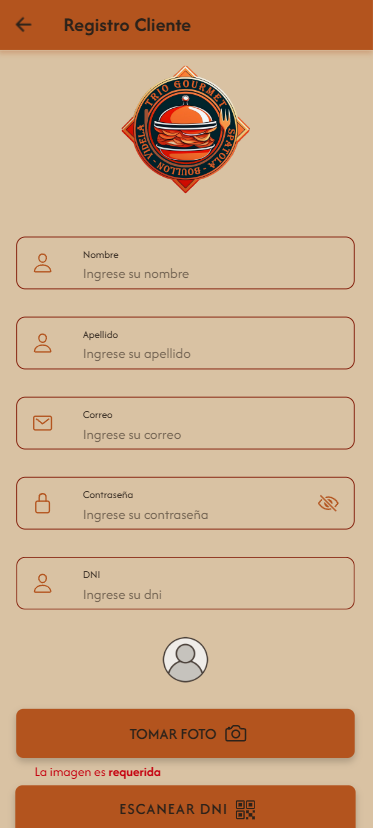 Registro Cliente
TRIO GOURMET
SPATOLA - BOULLON - VIDELA
Nombre
Ingrese su nombre
Apellido
Ingrese su apellido
Correo
Ingrese su correo
Contraseña
Ingrese su contraseña
DNI
Ingrese su dni
TOMAR FOTO
La imagen es requerida
ESCANEAR DNI